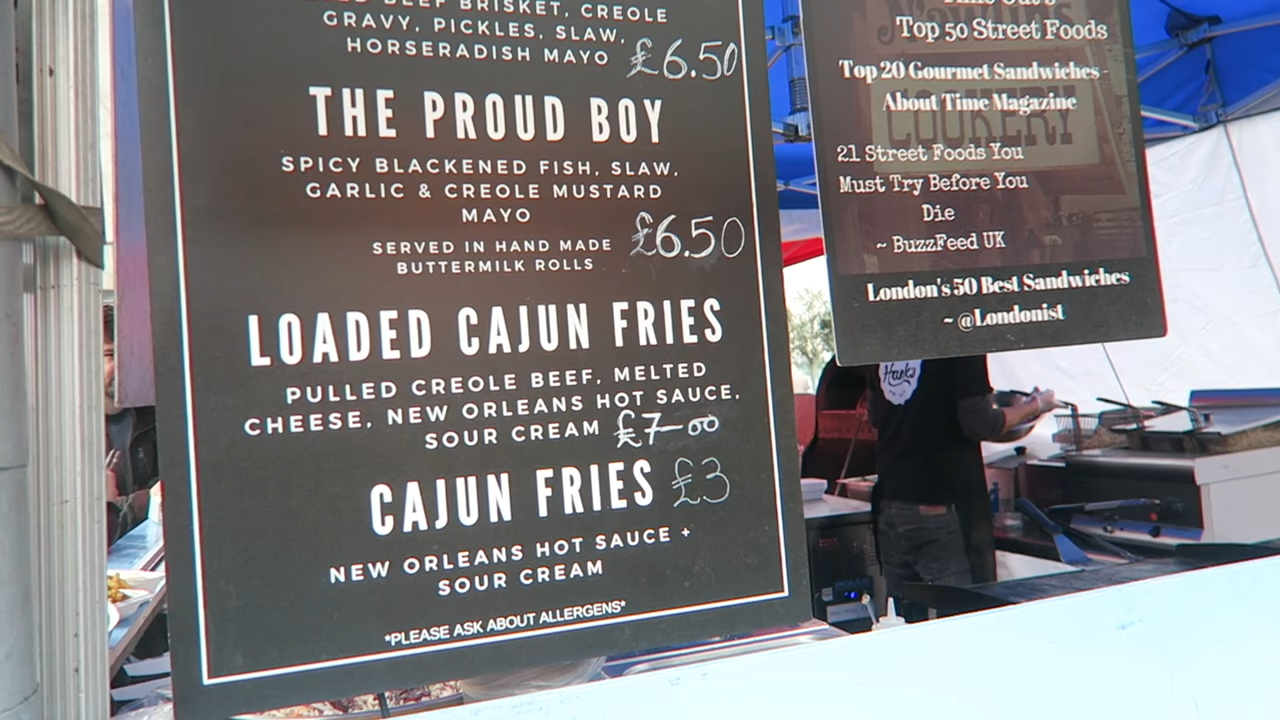 BEEF BRISKET, CREOLE
GRAVY, PICKLES, SLAW,
HORSERADISH MAYO £6.50
THE PROUD BOY
SPICY BLACKENED FISH, SLAW,
GARLIC & CREOLE MUSTARD
MAYO
SERVED IN HAND MADE £6.50
BUTTERMILK ROLLS
LOADED CAJUN FRIES
PULLED CREOLE BEEF, MELTED
CHEESE, NEW ORLEANS HOT SAUCE,
SOUR CREAM £7-00
CAJUN FRIES £3
NEW ORLEANS HOT SAUCE +
SOUR CREAM
*PLEASE ASK ABOUT ALLERGENS*
Time Out's
Top 50 Street Foods
Top 20 Gourmet Sandwiches -
About Time Magazine
COOKERY
21 Street Foods You
Must Try Before You
Die
~ BuzzFeed UK
London's 50 Best Sandwiches
~ @Londonist
Hanks